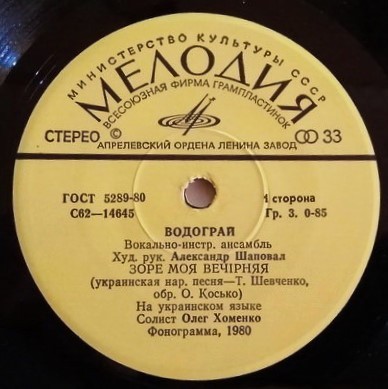 МИНИСТЕРСТВО КУЛЬТУРЫ СССР
МЕЛОДИЯ
ВСЕСОЮЗНАЯ ФИРМА ГРАМПЛАСТИНОК
СТЕРЕО © 33
АПРЕЛЕВСКИЙ ОРДЕНА ЛЕНИНА ЗАВОД
ГОСТ 5289-80 1 сторона
С62—14645 Гр. 3. 0-85
ВОДОГРАЙ
Вокально-инстр. ансамбль
Худ. рук. Александр Шаповал
ЗОРЕ МОЯ ВЕЧІРНЯЯ
(украинская нар. песня—Т. Шевченко,
обр. О. Косько)
На украинском языке
Солист Олег Хоменко
Фонограмма, 1980